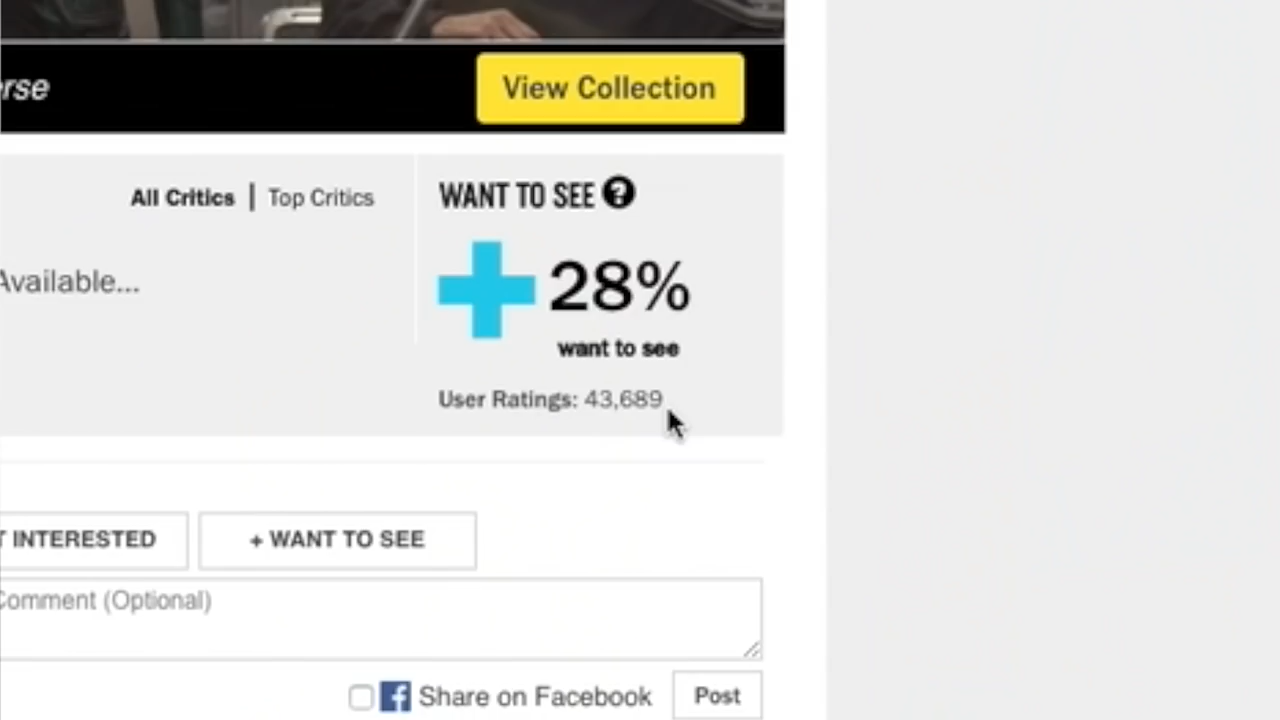 erse
View Collection
All Critics | Top Critics
WANT TO SEE ?
Available...
28%
want to see
User Ratings: 43,689
T INTERESTED
+ WANT TO SEE
Comment (Optional)
f Share on Facebook
Post